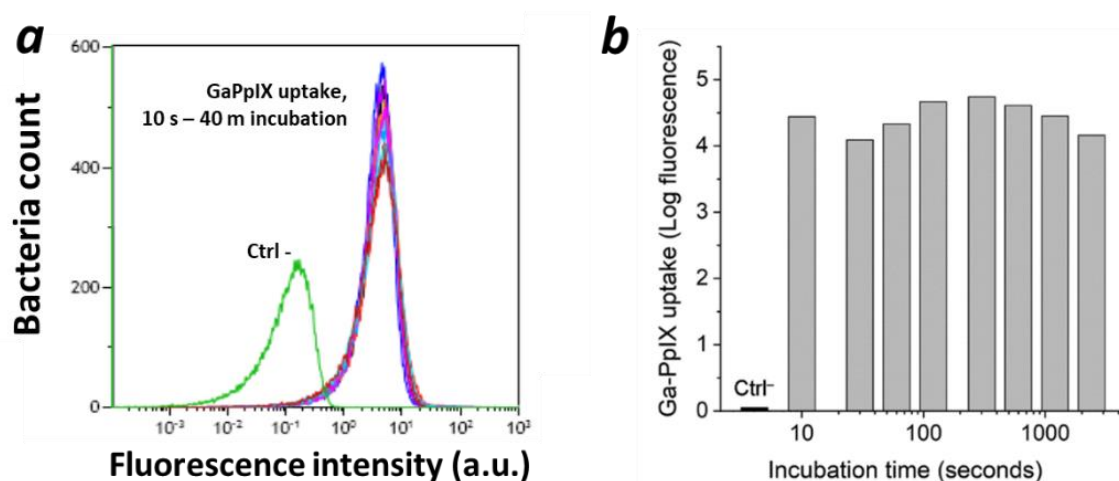 a
600
400
200
0
GaPpIX uptake,
10 s – 40 m incubation
Ctrl -
Bacteria count
10⁻³ 10⁻² 10⁻¹ 10⁰ 10¹ 10² 10³
Fluorescence intensity (a.u.)
b
5
4
3
2
1
0
Ga-PpIX uptake (Log fluorescence)
Ctrl⁻
10 100 1000
Incubation time (seconds)